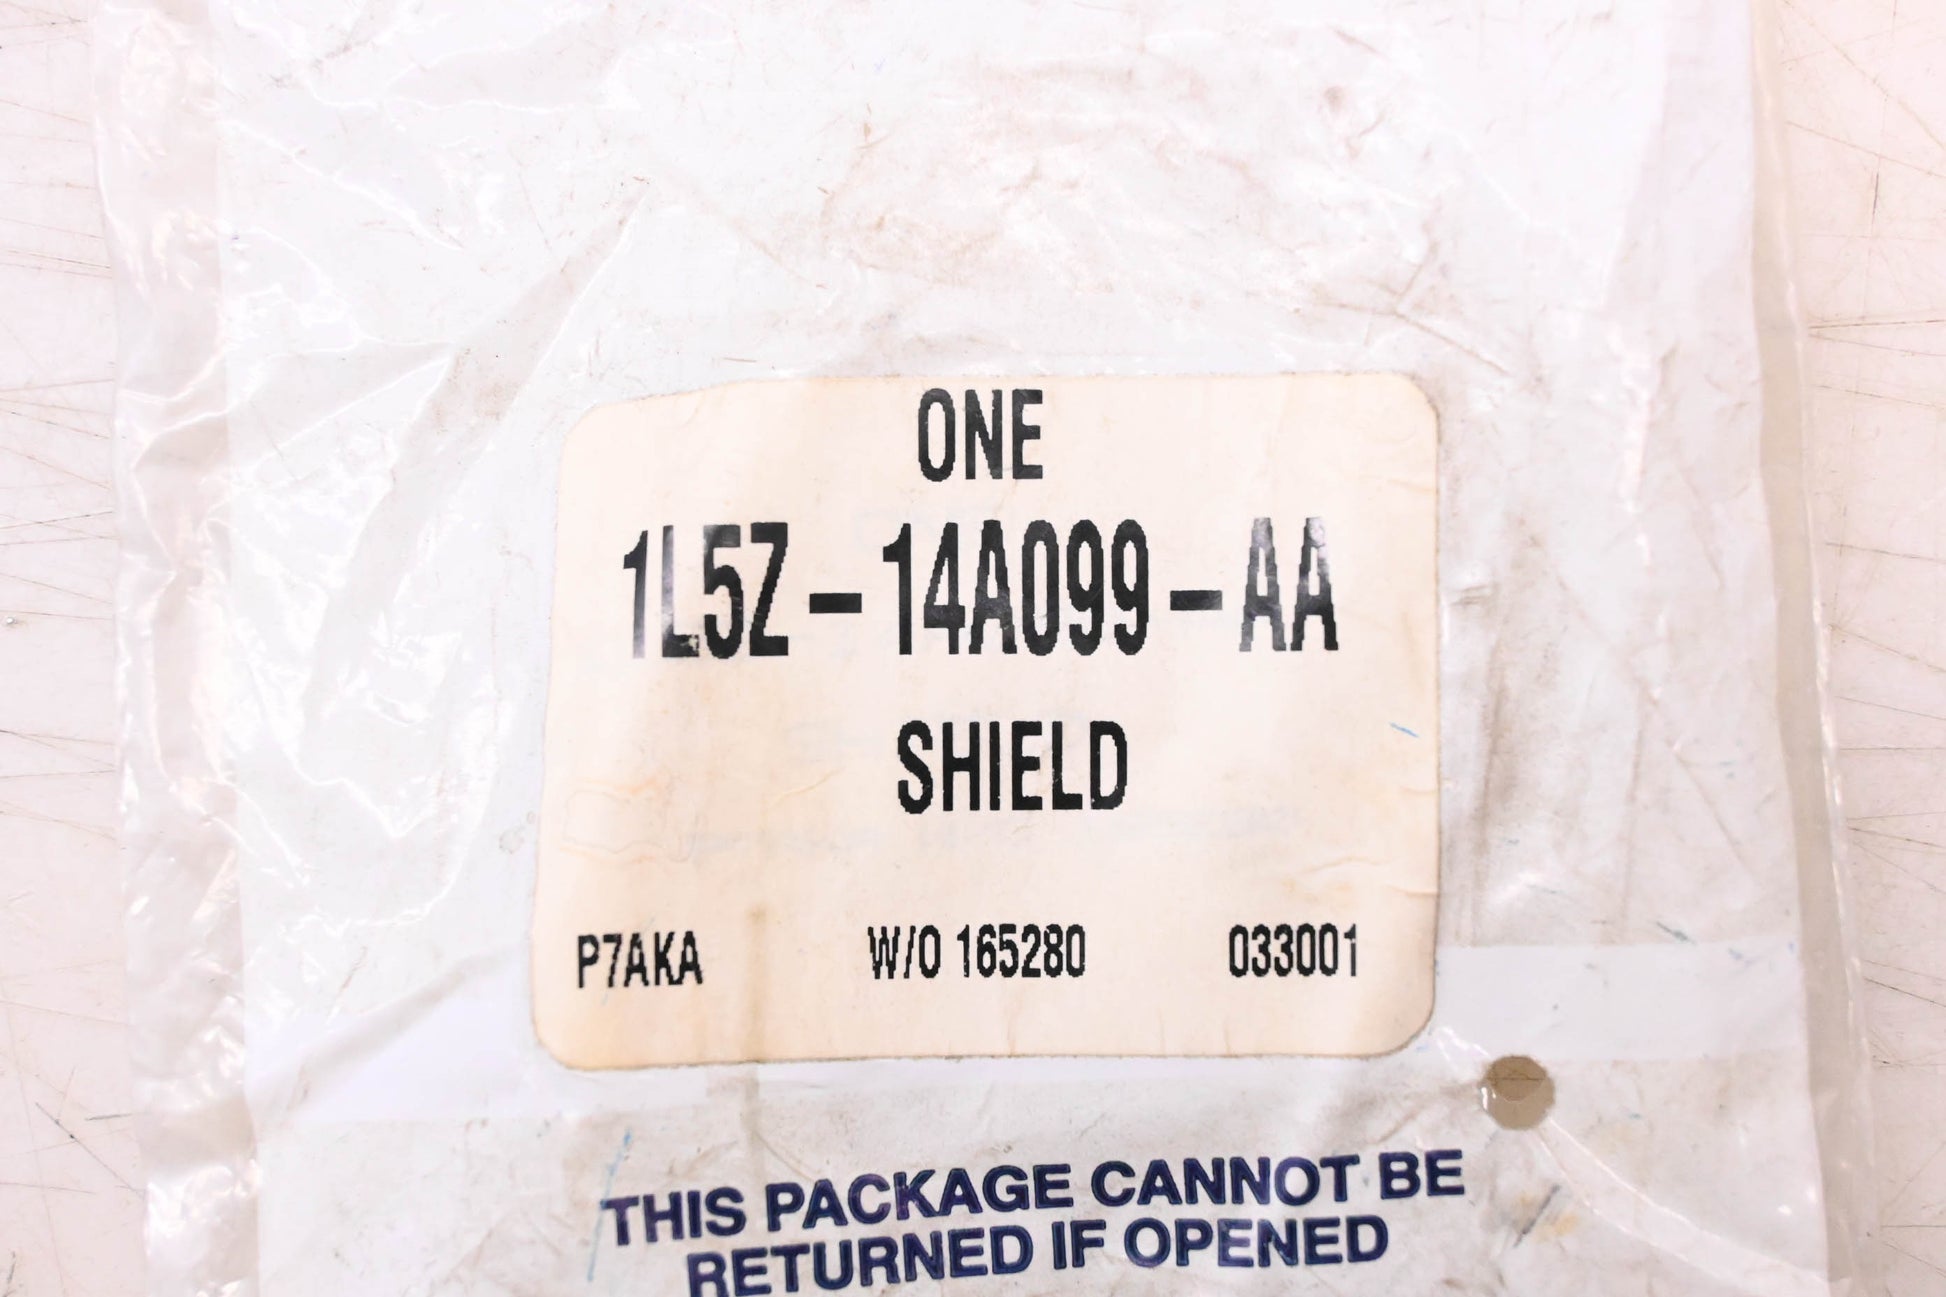 ONE
1L5Z-14A099-AA
SHIELD
P7AKA W/O 165280 033001
THIS PACKAGE CANNOT BE
RETURNED IF OPENED